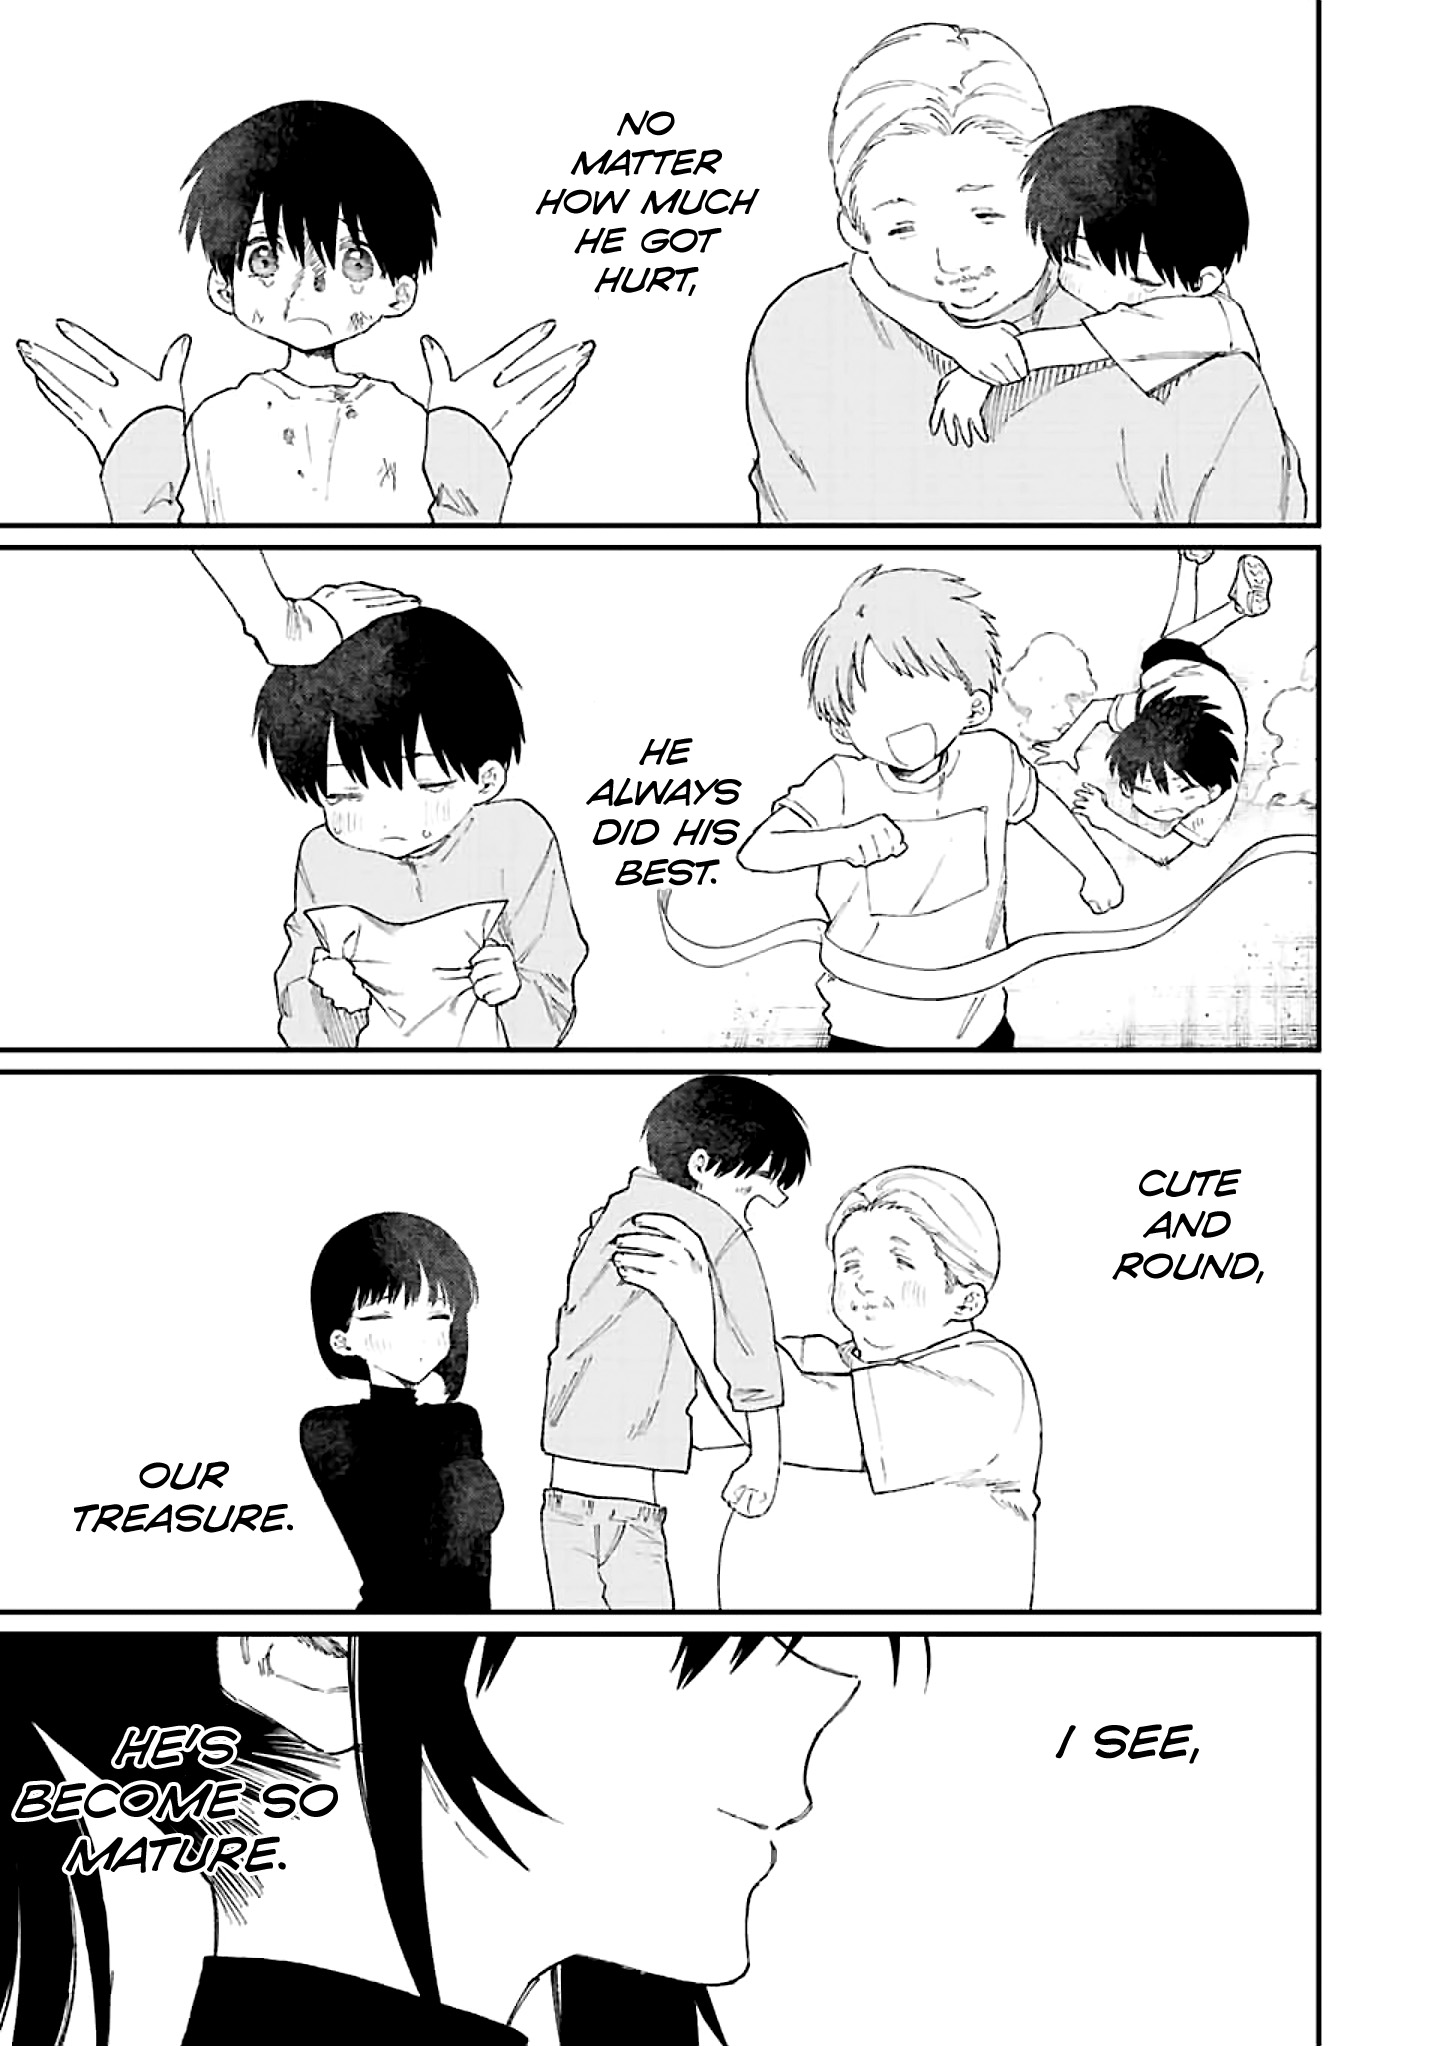 NO
MATTER
HOW MUCH
HE GOT
HURT,
HE
ALWAYS
DID HIS
BEST.
CUTE
AND
ROUND,
OUR
TREASURE.
I SEE,
HE'S
BECOME SO
MATURE.